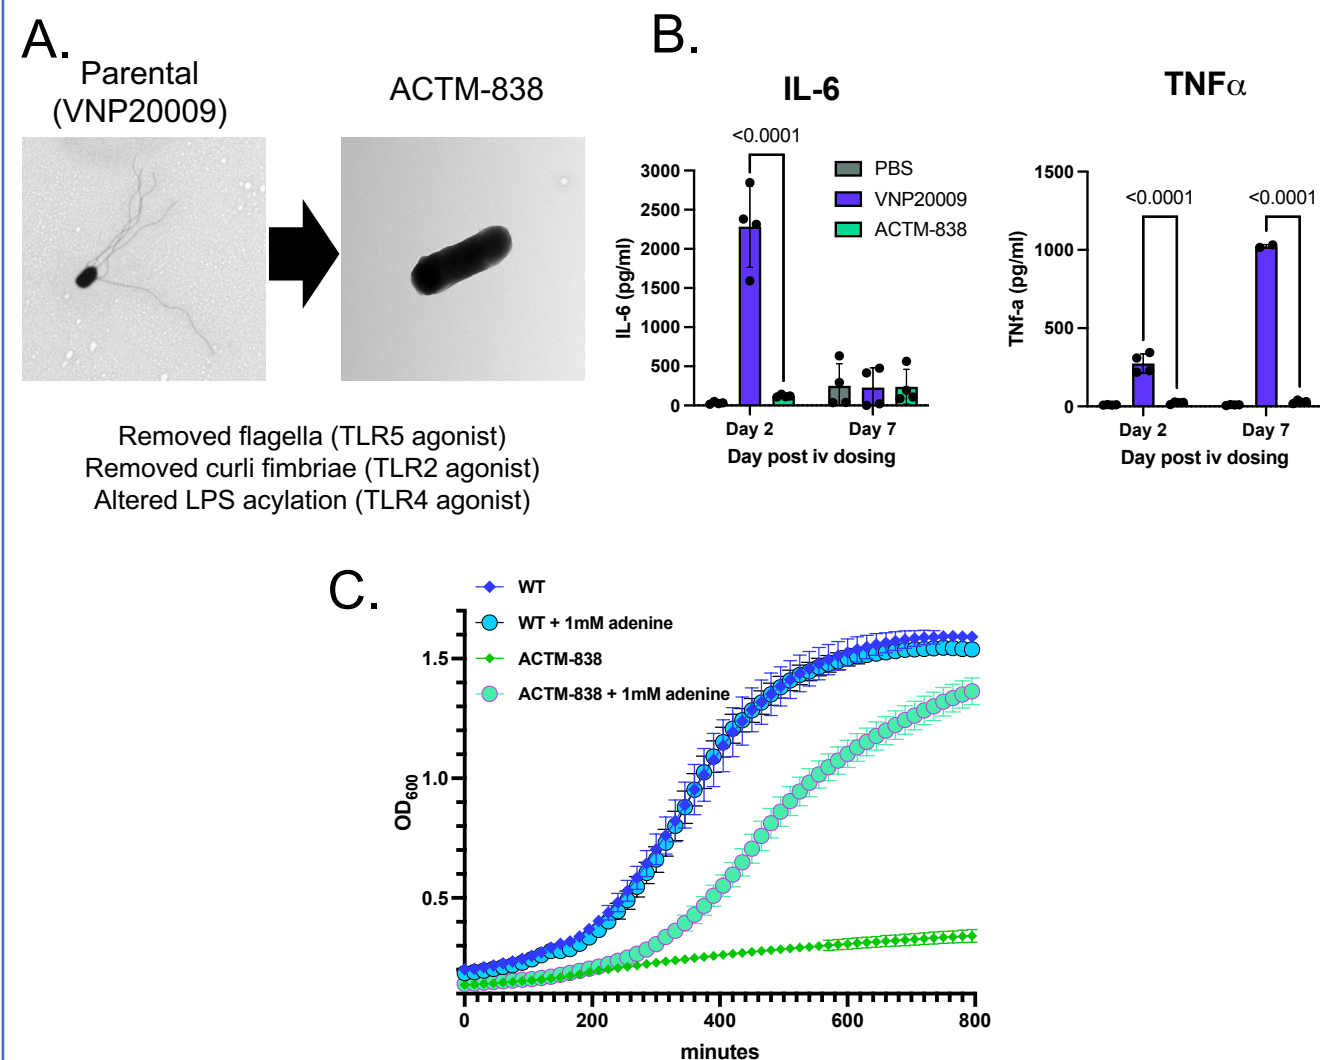 A.
Parental
(VNP20009)
ACTM-838
Removed flagella (TLR5 agonist)
Removed curli fimbriae (TLR2 agonist)
Altered LPS acylation (TLR4 agonist)
B.
IL-6
<0.0001
3000
2500
2000
1500
1000
500
0
IL-6 (pg/ml)
PBS
VNP20009
ACTM-838
Day 2
Day 7
Day post iv dosing
TNFα
<0.0001
<0.0001
1500
1000
500
0
TNf-a (pg/ml)
Day 2
Day 7
Day post iv dosing
C.
WT
WT + 1mM adenine
ACTM-838
ACTM-838 + 1mM adenine
1.5
1.0
0.5
OD600
0
200
400
600
800
minutes